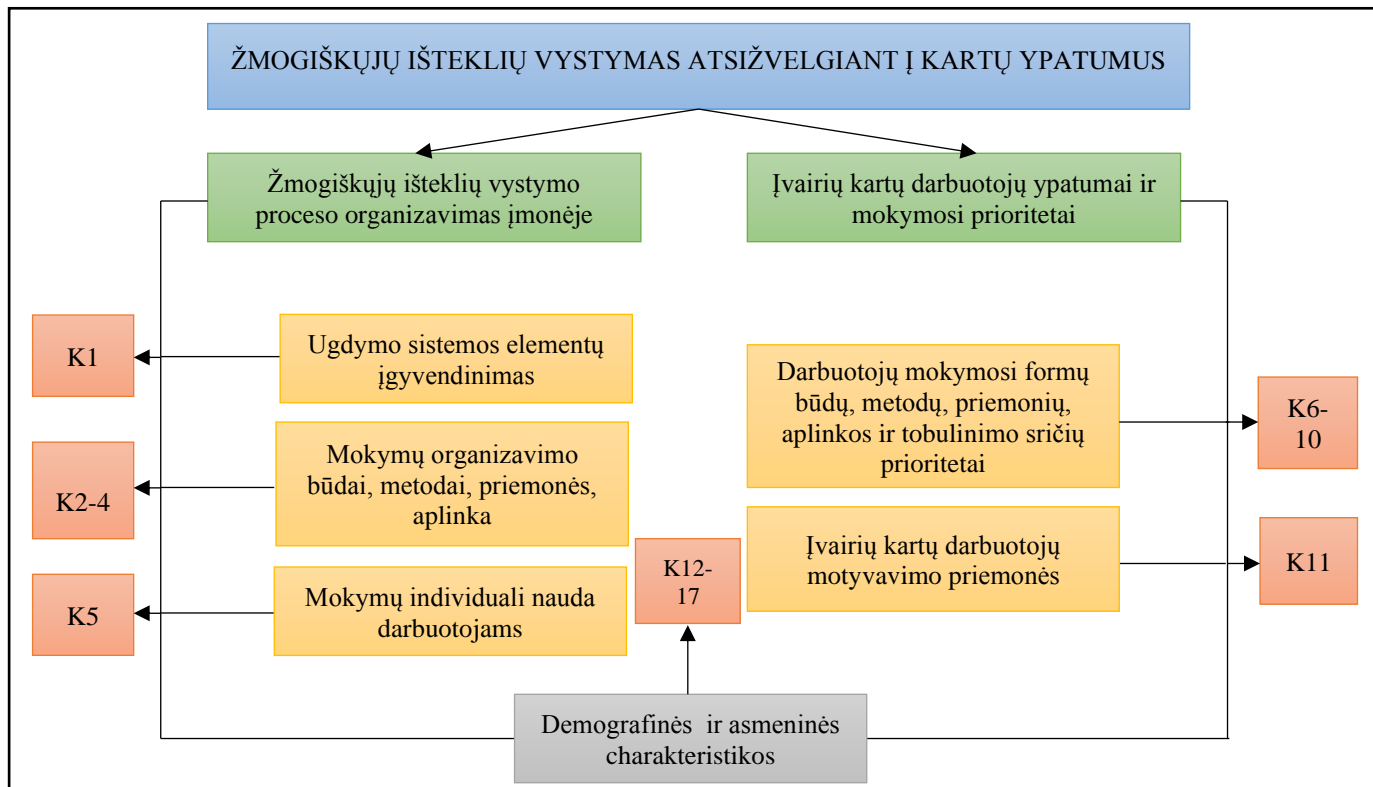 ŽMOGIŠKŲJŲ IŠTEKLIŲ VYSTYMAS ATSIŽVELGIANT Į KARTŲ YPATUMUS
Žmogiškųjų išteklių vystymo
proceso organizavimas įmonėje
Įvairių kartų darbuotojų ypatumai ir
mokymosi prioritetai
K1
Ugdymo sistemos elementų
įgyvendinimas
K2-4
Mokymų organizavimo
būdai, metodai, priemonės,
aplinka
K5
Mokymų individuali nauda
darbuotojams
Darbuotojų mokymosi formų
būdų, metodų, priemonių,
aplinkos ir tobulinimo sričių
prioritetai
K6-
10
Įvairių kartų darbuotojų
motyvavimo priemonės
K11
K12-
17
Demografinės ir asmeninės
charakteristikos